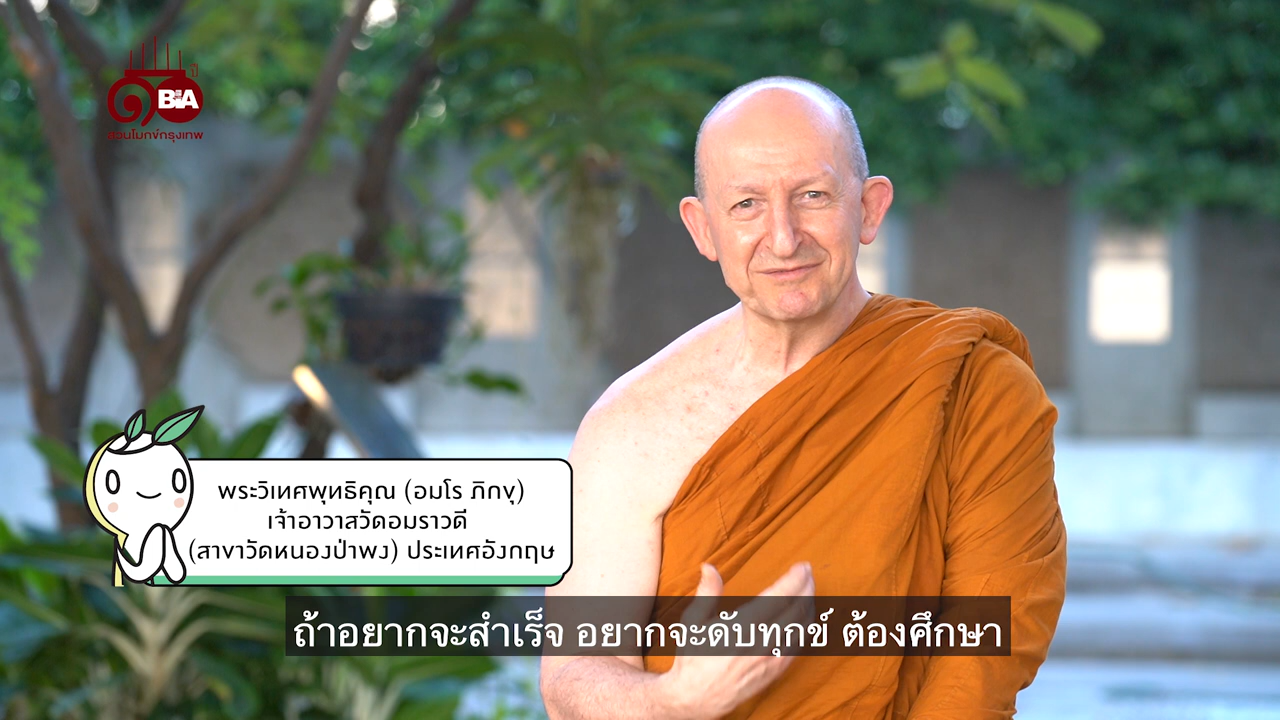 ๑๐ปี
BIA
สวนโมกข์กรุงเทพ
พระวิเทศพุทธิคุณ (อมโร ภิกขุ)
เจ้าอาวาสวัดอมราวดี
(สาขาวัดหนองป่าพง) ประเทศอังกฤษ
ถ้าอยากจะสำเร็จ อยากจะดับทุกข์ ต้องศึกษา